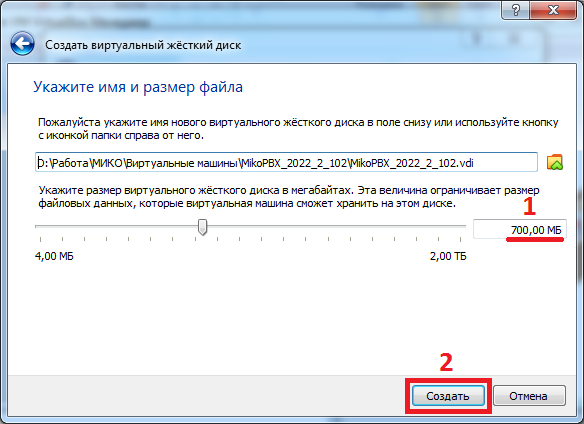 Создать виртуальный жёсткий диск
Укажите имя и размер файла
Пожалуйста укажите имя нового виртуального жёсткого диска в поле снизу или используйте кнопку
с иконкой папки справа от него.
D:\Работа\МИКО\Виртуальные машины\MikoPBX_2022_2_102\MikoPBX_2022_2_102.vdi
Укажите размер виртуального жёсткого диска в мегабайтах. Эта величина ограничивает размер
файловых данных, которые виртуальная машина сможет хранить на этом диске.
1
700,00 МБ
4,00 МБ
2,00 ТБ
2
Создать
Отмена